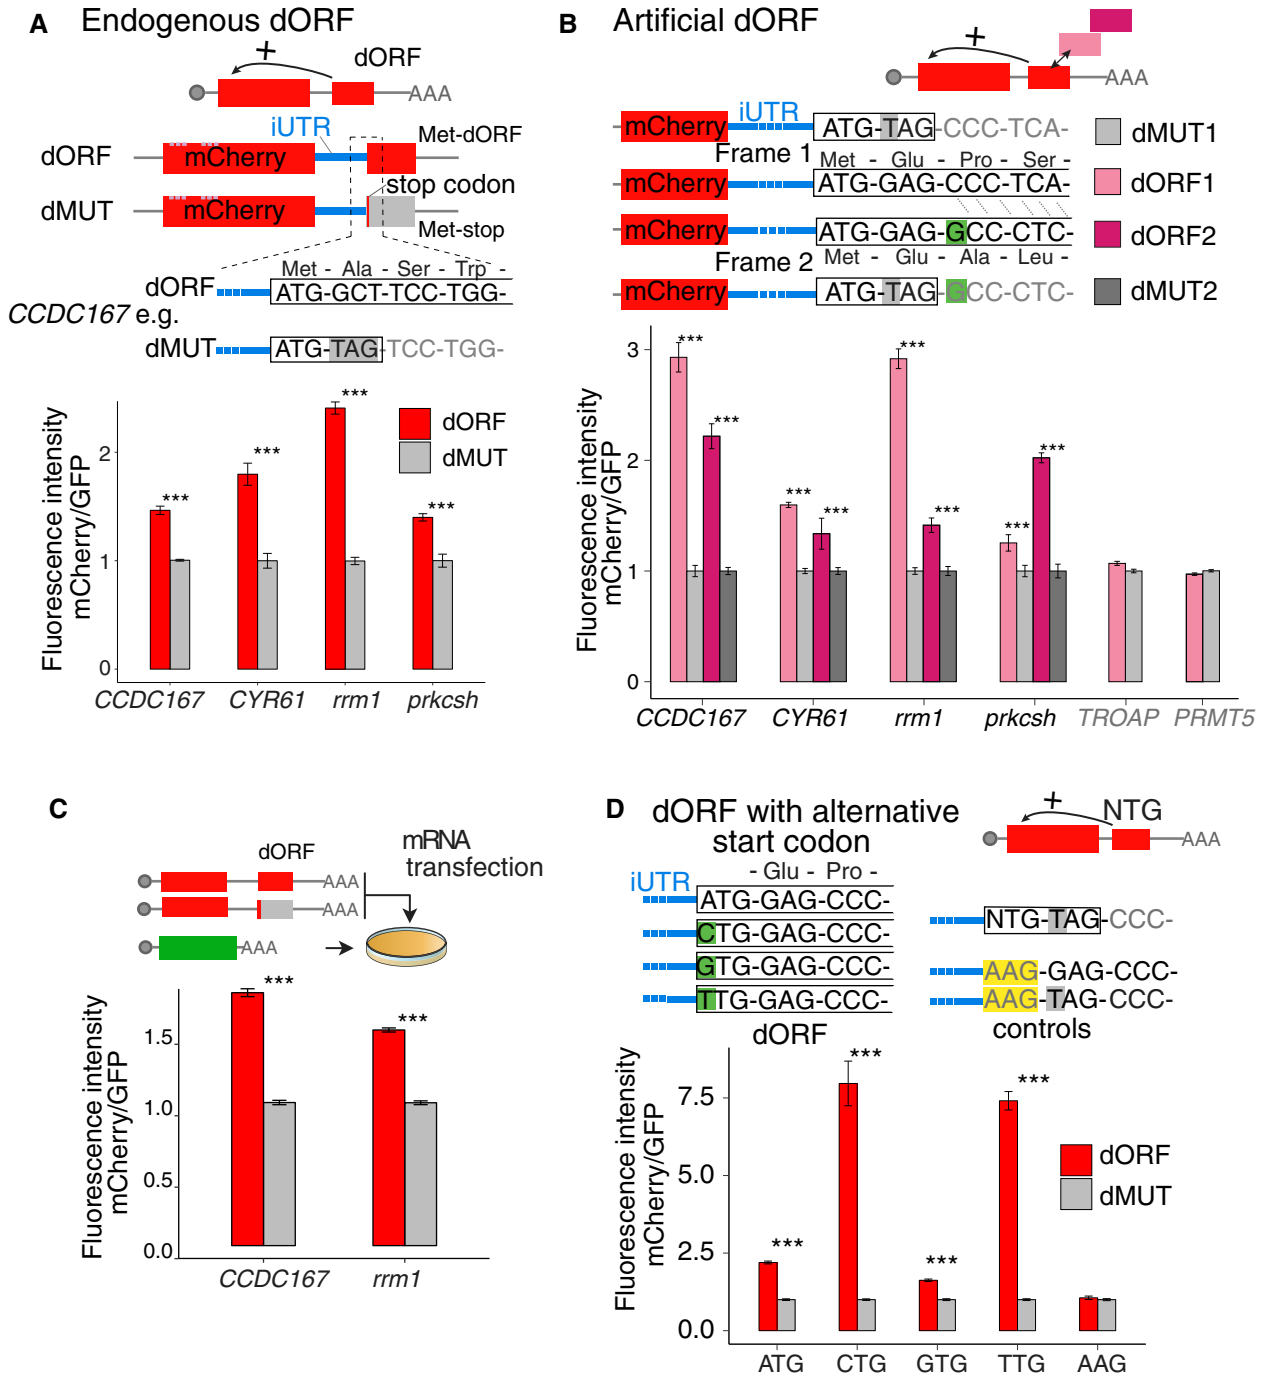 A Endogenous dORF
+
dORF
AAA
iUTR
Met-dORF
dORF mCherry
stop codon
dMUT mCherry
Met-stop
Met - Ala - Ser - Trp -
dORF ATG-GCT-TCC-TGG-
CCDC167 e.g.
dMUT ATG-TAG-TCC-TGG-
Fluorescence intensity
mCherry/GFP
2
1
0
***
***
***
***
dORF
dMUT
CCDC167 CYR61 rrm1 prkcsh
B Artificial dORF
+
AAA
iUTR
mCherry ATG-TAG-CCC-TCA-
Frame 1
Met - Glu - Pro - Ser -
mCherry ATG-GAG-CCC-TCA-
mCherry ATG-GAG-GCC-CTC-
Frame 2
Met - Glu - Ala - Leu -
mCherry ATG-TAG-GCC-CTC-
dMUT1
dORF1
dORF2
dMUT2
Fluorescence intensity
mCherry/GFP
3
2
1
0
***
***
***
***
***
***
***
***
CCDC167 CYR61 rrm1 prkcsh TROAP PRMT5
C
dORF
AAA
AAA
AAA
mRNA
transfection
Fluorescence intensity
mCherry/GFP
1.5
1.0
0.5
0.0
***
***
CCDC167 rrm1
D dORF with alternative
start codon
+
NTG
AAA
- Glu - Pro -
iUTR
ATG-GAG-CCC-
CTG-GAG-CCC-
GTG-GAG-CCC-
TTG-GAG-CCC-
dORF
NTG-TAG-CCC-
AAG-GAG-CCC-
AAG-TAG-CCC-
controls
Fluorescence intensity
mCherry/GFP
7.5
5.0
2.5
0.0
***
***
***
***
dORF
dMUT
ATG CTG GTG TTG AAG